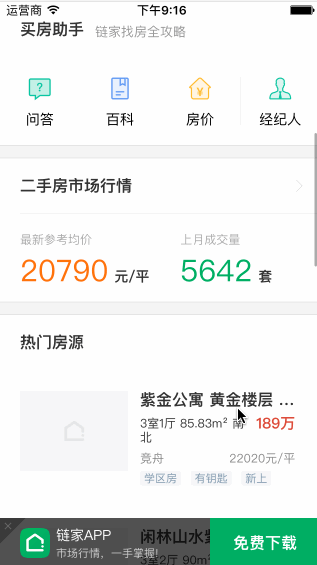 运营商 下午9:16
买房助手 链家找房全攻略
问答 百科 房价 经纪人
二手房市场行情
最新参考均价 上月成交量
20790 元/平 5642 套
热门房源
紫金公寓 黄金楼层 ...
3室1厅 85.83m² 南 189万
北
竞舟 22020元/平
学区房 有钥匙 新上
链家APP 闲林山水 免费下载
市场行情，一手掌握! 3室2厅 90.